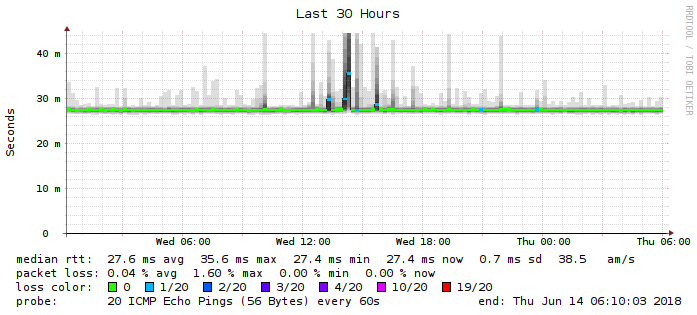 Last 30 Hours
RRDTOOL / TOBI OETIKER
Seconds
40 m
30 m
20 m
10 m
0
Wed 06:00 Wed 12:00 Wed 18:00 Thu 00:00 Thu 06:00
median rtt: 27.6 ms avg 35.6 ms max 27.4 ms min 27.4 ms now 0.7 ms sd 38.5 am/s
packet loss: 0.04 % avg 1.60 % max 0.00 % min 0.00 % now
loss color: 0 1/20 2/20 3/20 4/20 10/20 19/20
probe: 20 ICMP Echo Pings (56 Bytes) every 60s end: Thu Jun 14 06:10:03 2018